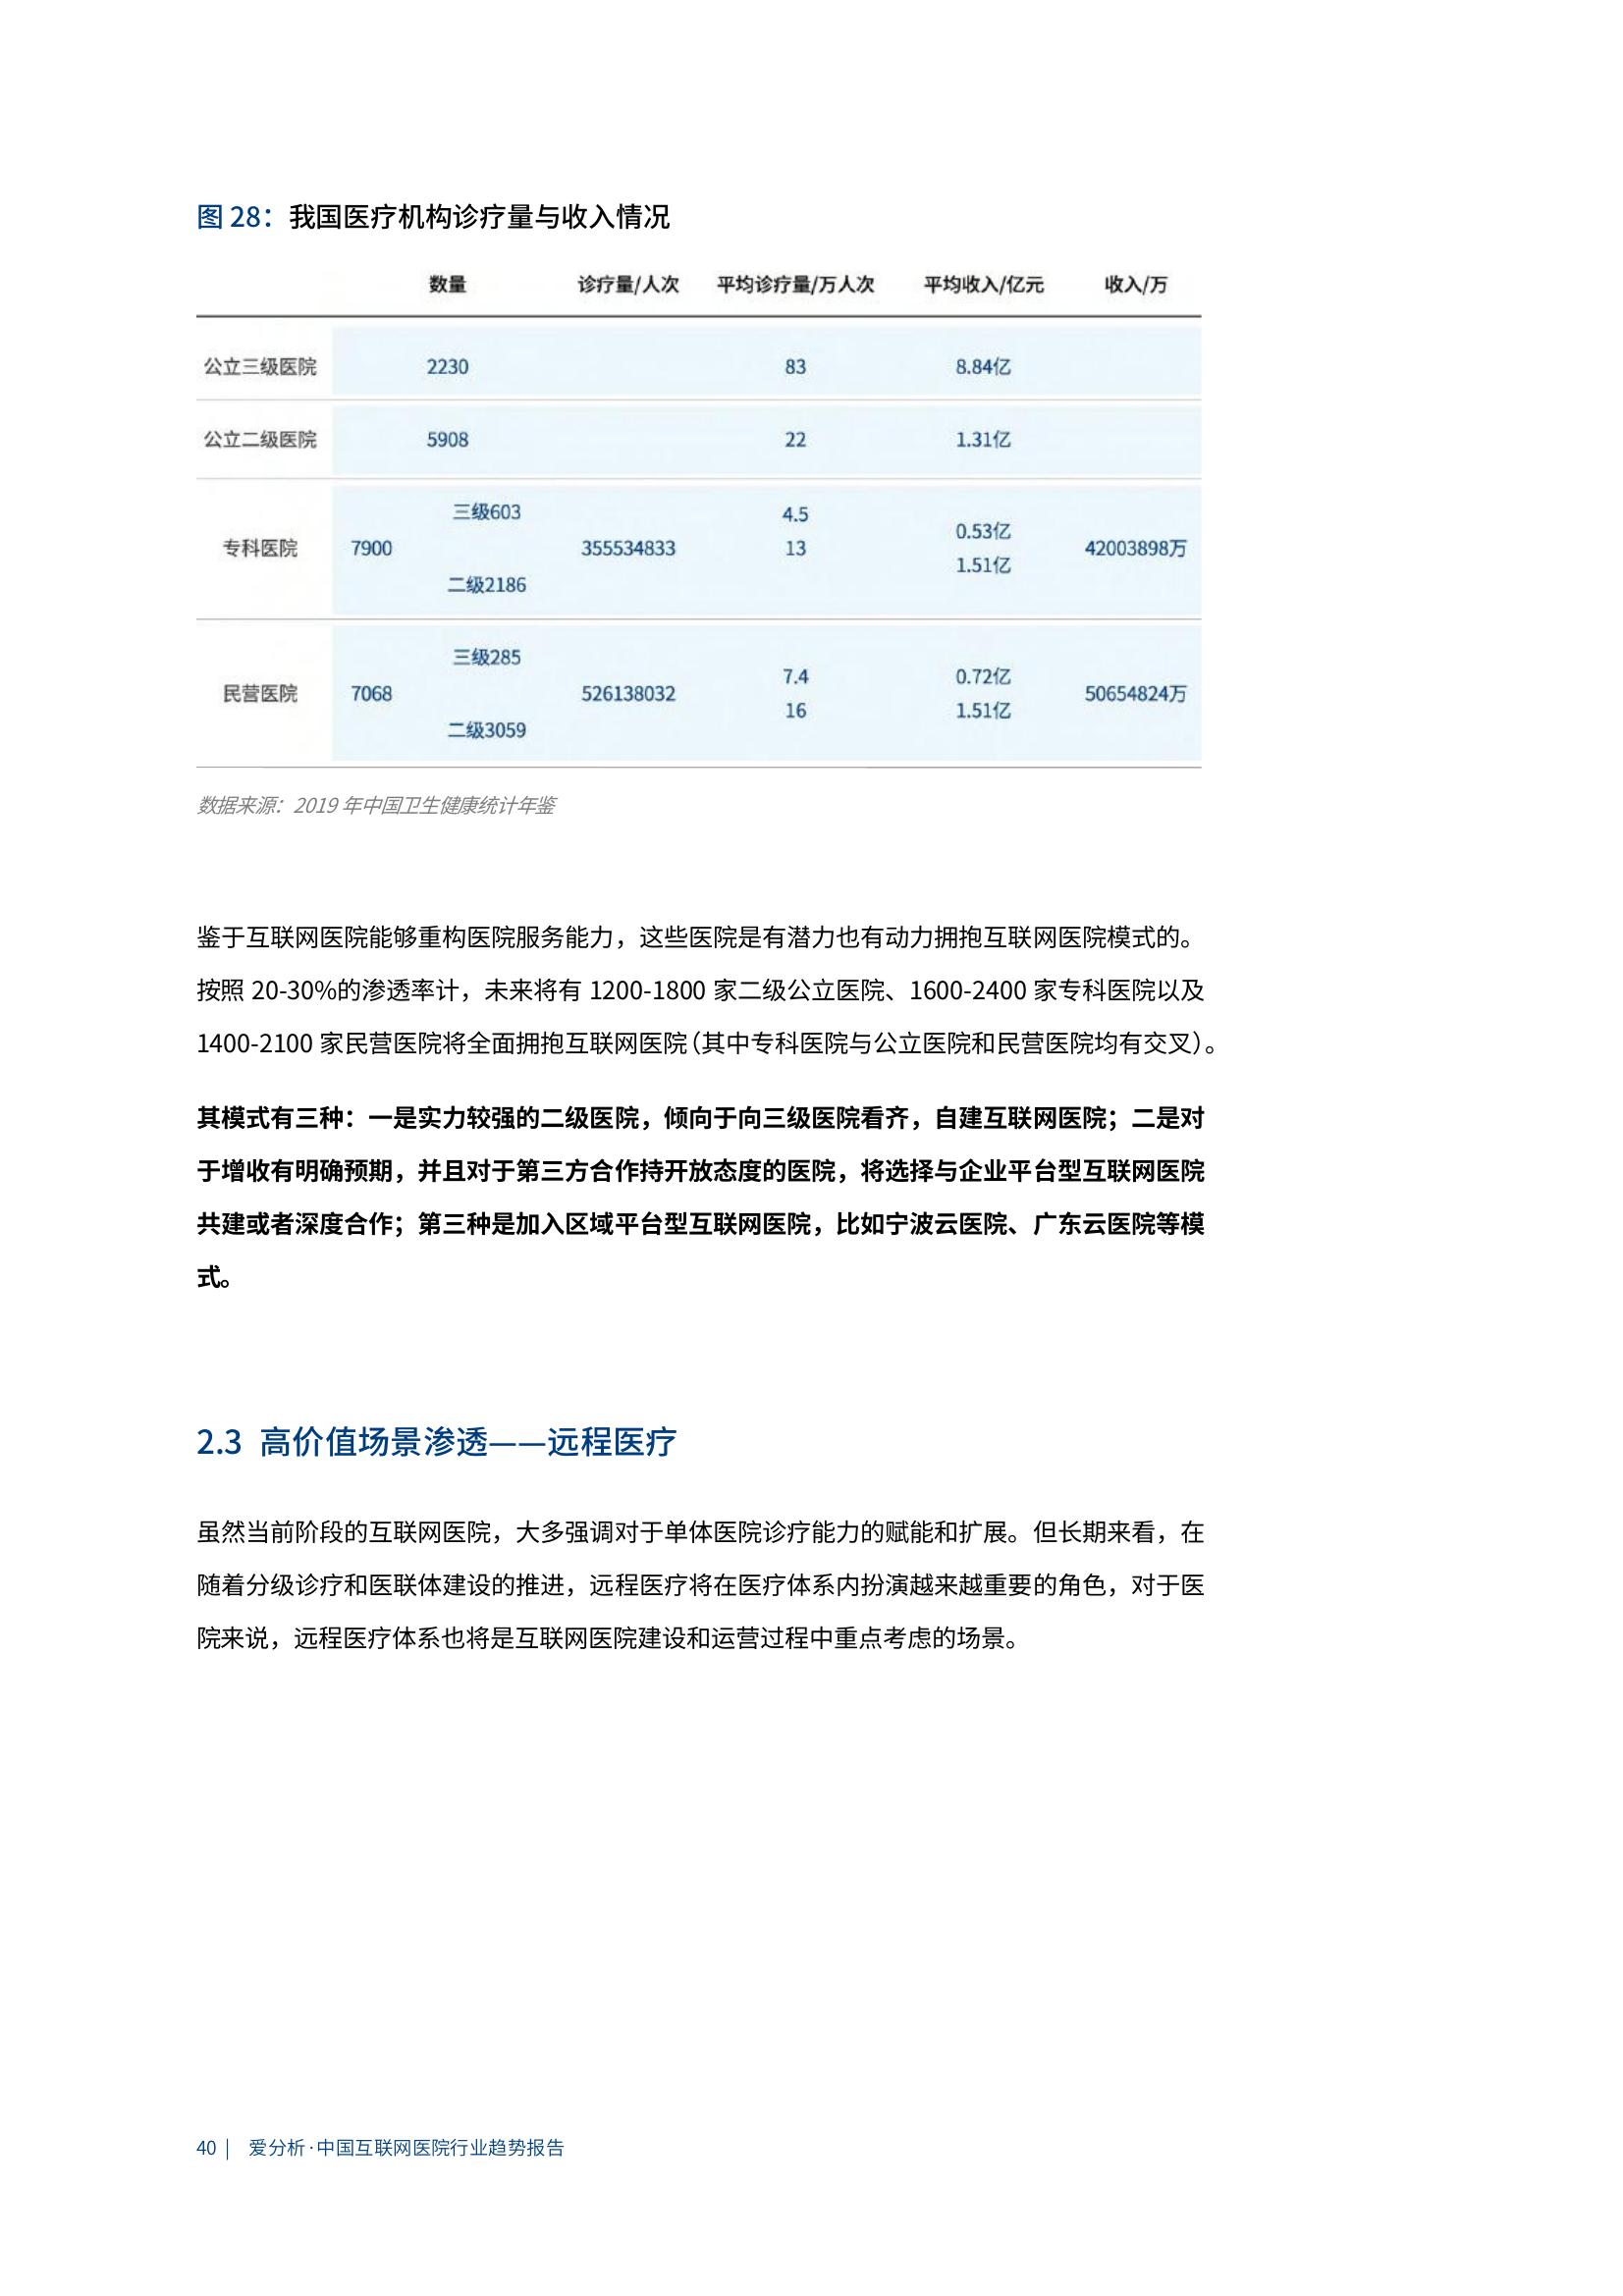 图 28：我国医疗机构诊疗量与收入情况
数量 诊疗量/人次 平均诊疗量/万人次 平均收入/亿元 收入/万
公立三级医院 2230 83 8.84亿
公立二级医院 5908 22 1.31亿
三级603
4.5
0.53亿
专科医院 7900 355534833 13 42003898万
1.51亿
二级2186
三级285
7.4 0.72亿
民营医院 7068 526138032 50654824万
16 1.51亿
二级3059
数据来源：2019 年中国卫生健康统计年鉴
鉴于互联网医院能够重构医院服务能力，这些医院是有潜力也有动力拥抱互联网医院模式的。
按照 20-30%的渗透率计，未来将有 1200-1800 家二级公立医院、1600-2400 家专科医院以及
1400-2100 家民营医院将全面拥抱互联网医院（其中专科医院与公立医院和民营医院均有交叉）。
其模式有三种：一是实力较强的二级医院，倾向于向三级医院看齐，自建互联网医院；二是对
于增收有明确预期，并且对于第三方合作持开放态度的医院，将选择与企业平台型互联网医院
共建或者深度合作；第三种是加入区域平台型互联网医院，比如宁波云医院、广东云医院等模
式。
2.3 高价值场景渗透——远程医疗
虽然当前阶段的互联网医院，大多强调对于单体医院诊疗能力的赋能和扩展。但长期来看，在
随着分级诊疗和医联体建设的推进，远程医疗将在医疗体系内扮演越来越重要的角色，对于医
院来说，远程医疗体系也将是互联网医院建设和运营过程中重点考虑的场景。
40 | 爱分析·中国互联网医院行业趋势报告